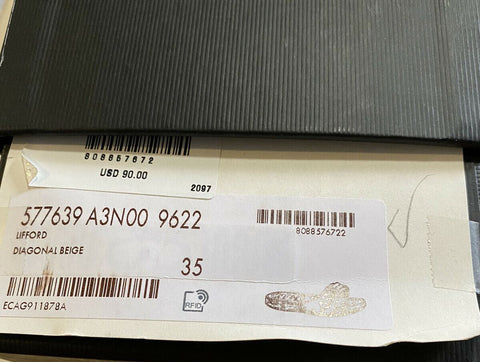 808857672
USD 90.00
2097
577639 A3N00 9622
8088576722
LIFFORD
DIAGONAL BEIGE
35
ECAG911878A
RFID